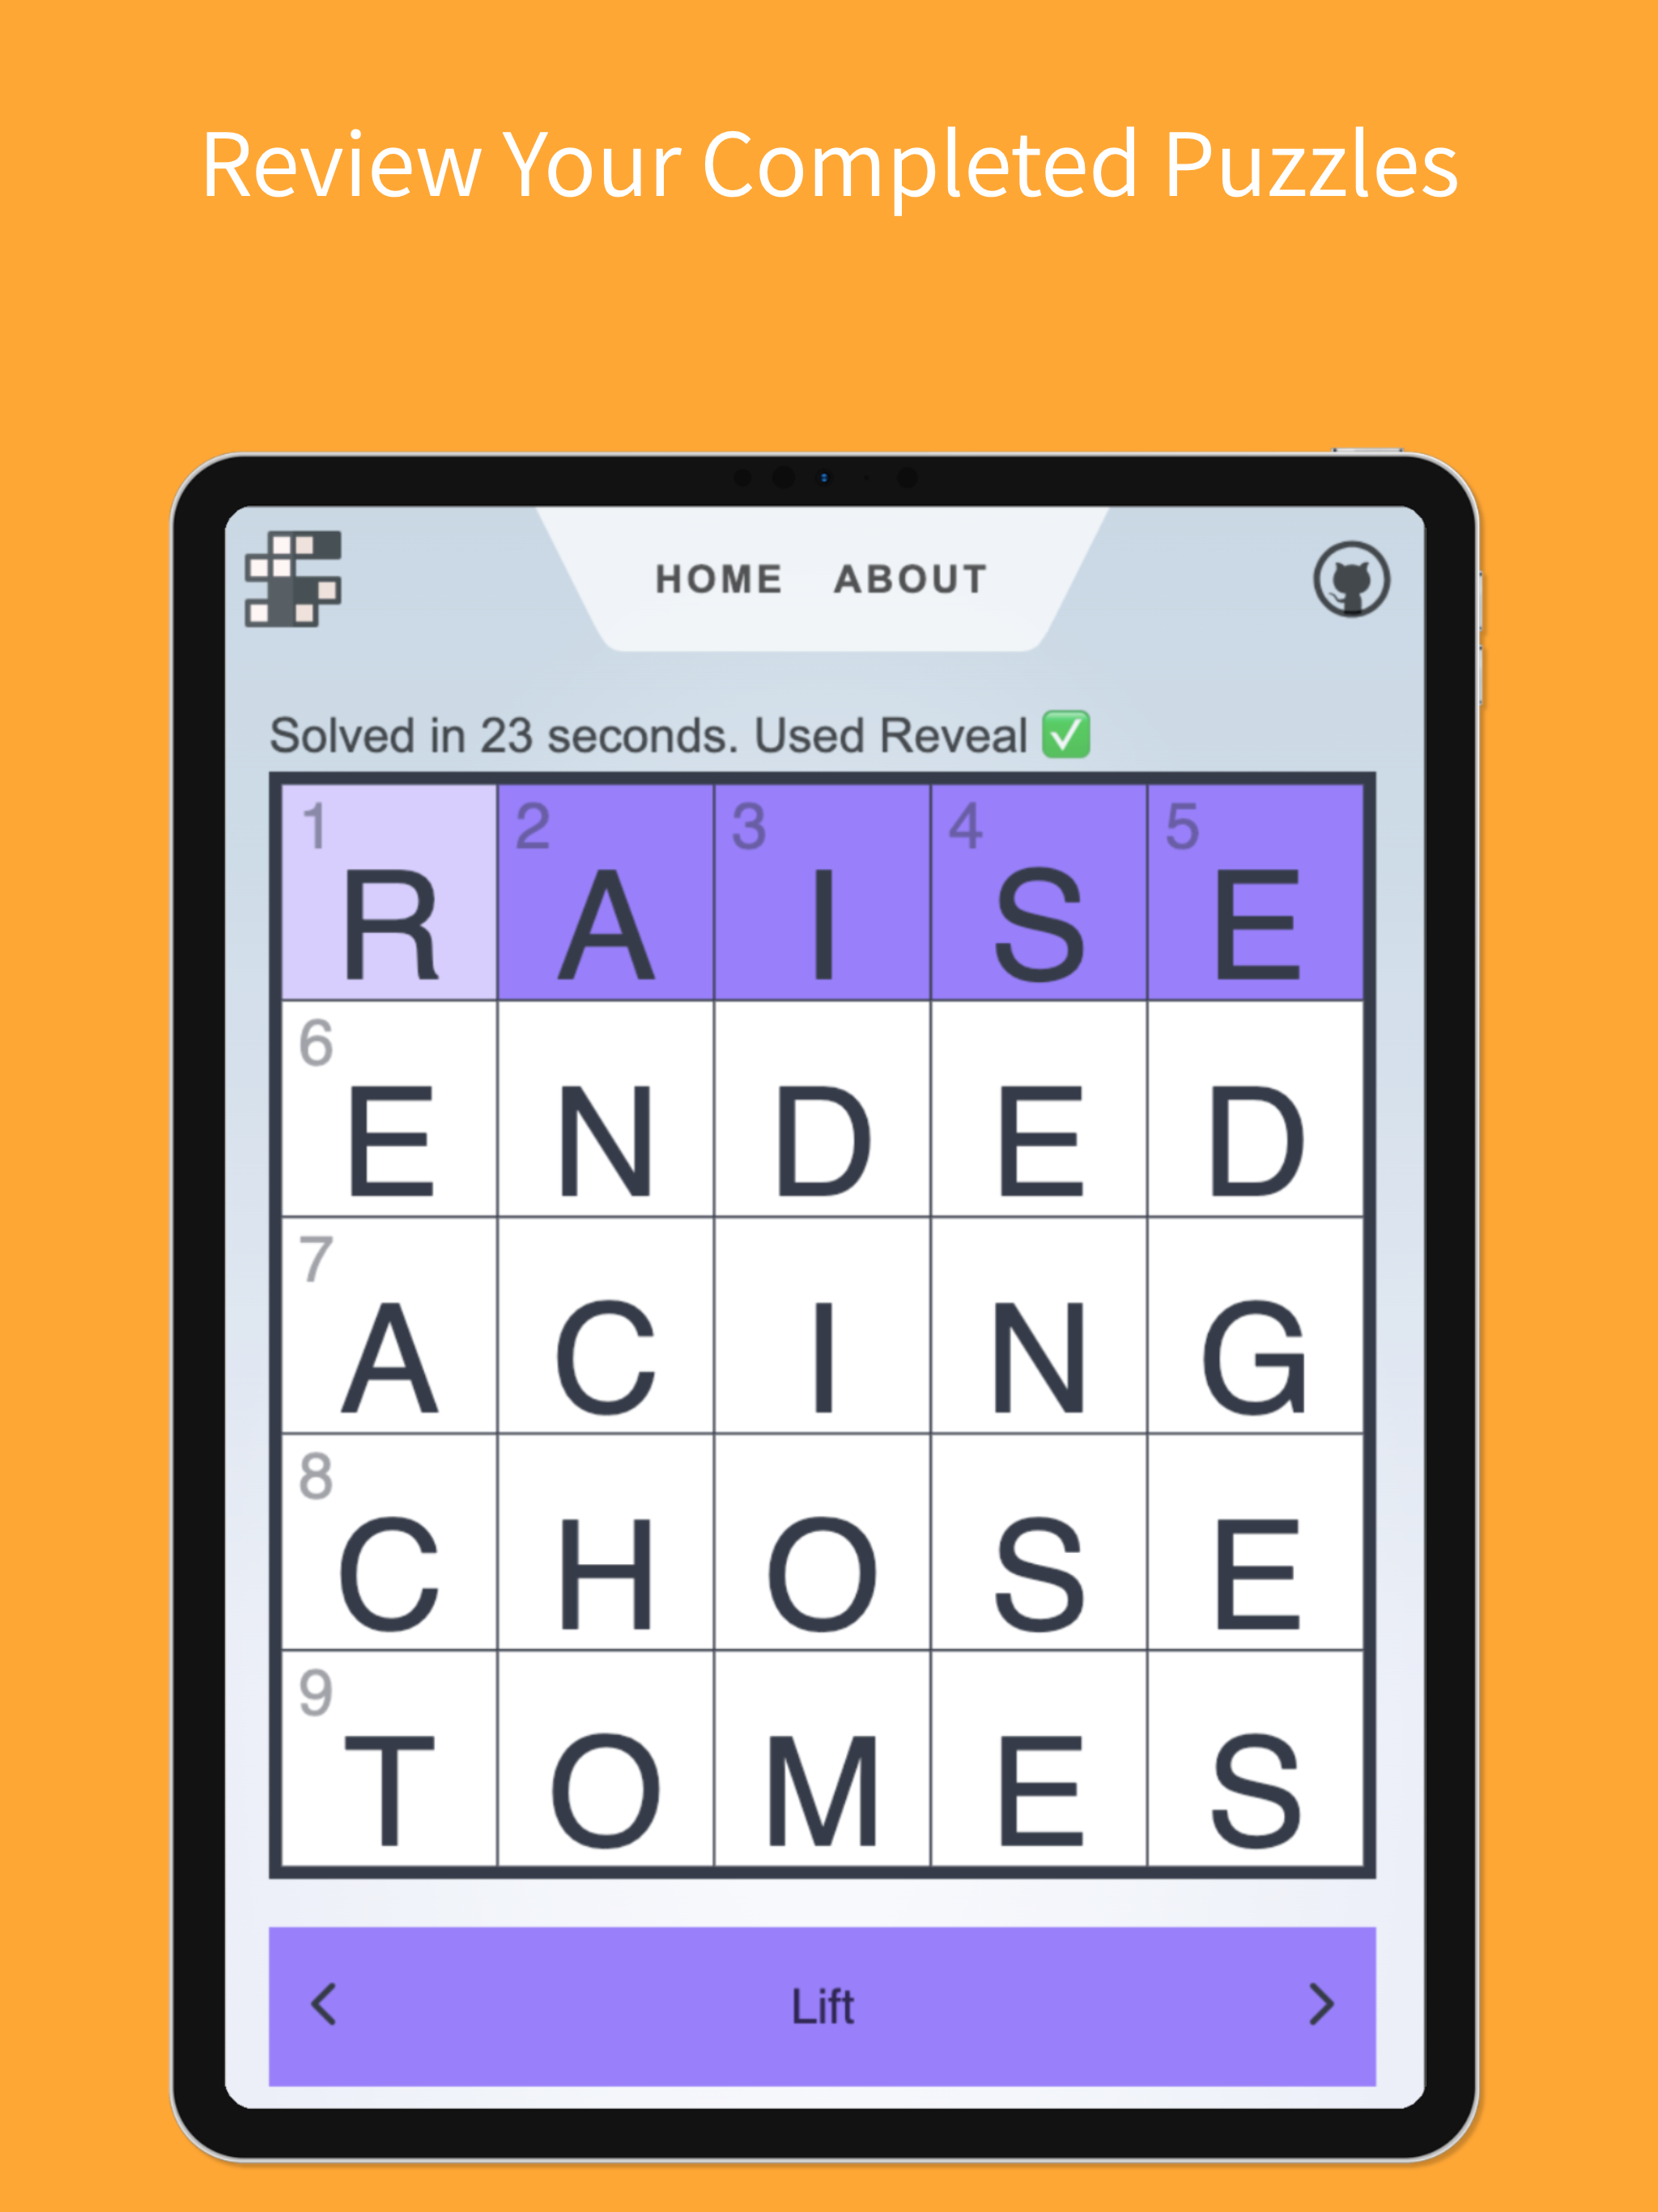 Review Your Completed Puzzles
HOME ABOUT
Solved in 23 seconds. Used Reveal ✅
1 2 3 4 5
R A I S E
6
E N D E D
7
A C I N G
8
C H O S E
9
T O M E S
< Lift >